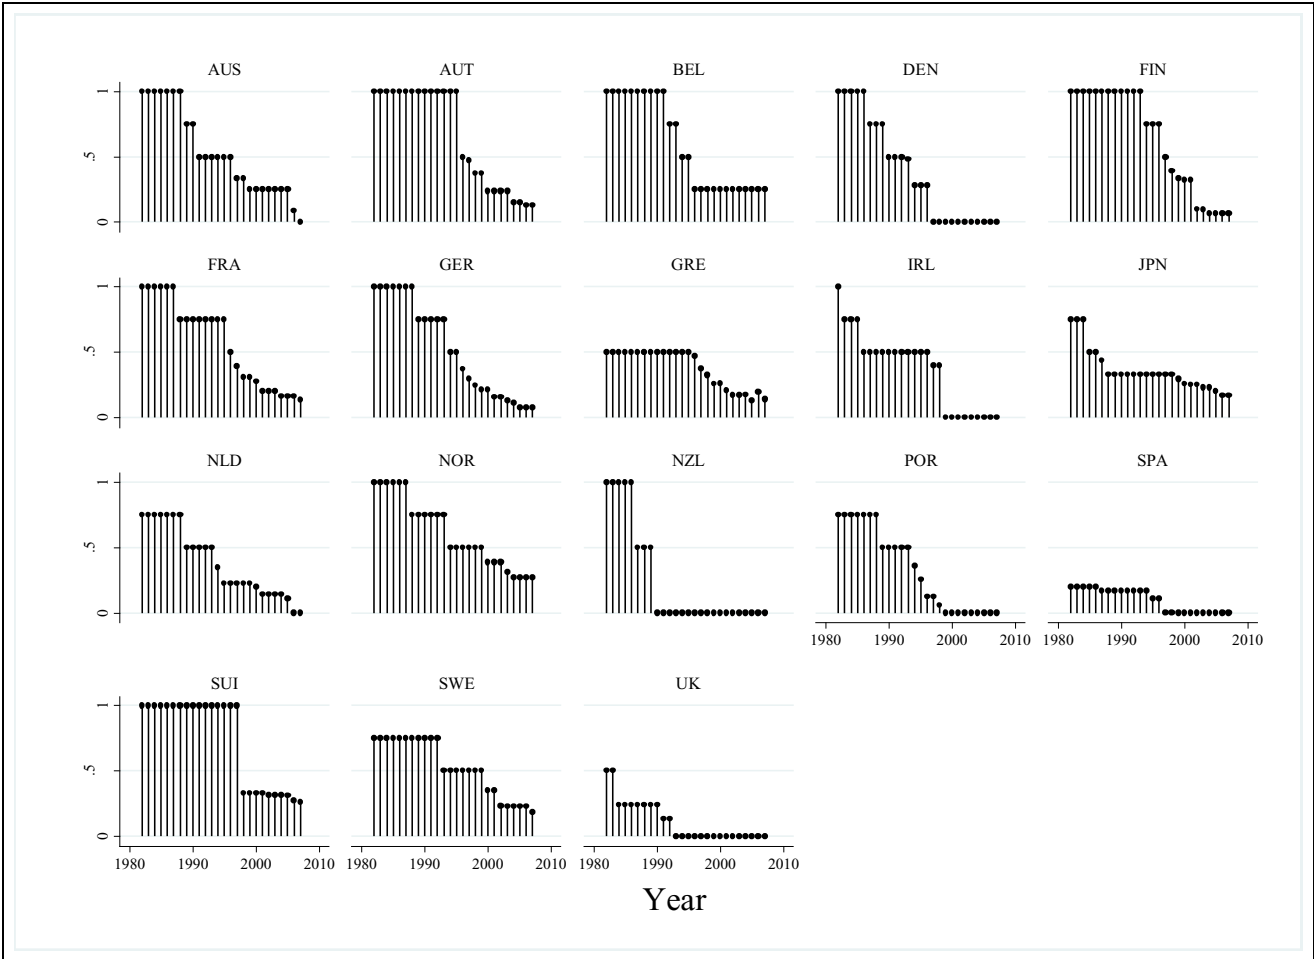 AUS AUT BEL DEN FIN
1
.5
0
FRA GER GRE IRL JPN
1
.5
0
NLD NOR NZL POR SPA
1
.5
0
1980 1990 2000 2010 1980 1990 2000 2010
SUI SWE UK
1
.5
0
1980 1990 2000 2010 1980 1990 2000 2010 1980 1990 2000 2010
Year